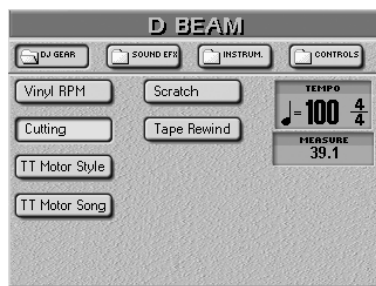 D BEAM
DJ GEAR SOUND EFX INSTRUM. CONTROLS
Vinyl RPM Scratch
Cutting Tape Rewind
TT Motor Style
TT Motor Song
TEMPO
♩=100 4/4
MEASURE
39.1